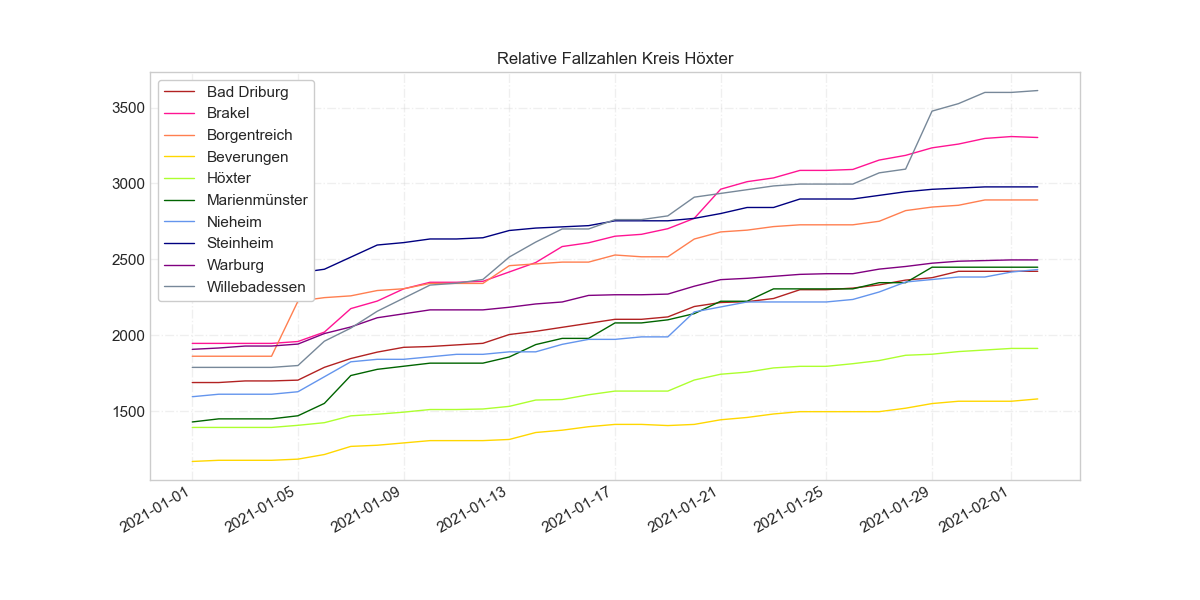 Relative Fallzahlen Kreis Höxter
Bad Driburg
Brakel
Borgentreich
Beverungen
Höxter
Marienmünster
Nieheim
Steinheim
Warburg
Willebadessen
3500
3000
2500
2000
1500
2021-01-01
2021-01-05
2021-01-09
2021-01-13
2021-01-17
2021-01-21
2021-01-25
2021-01-29
2021-02-01